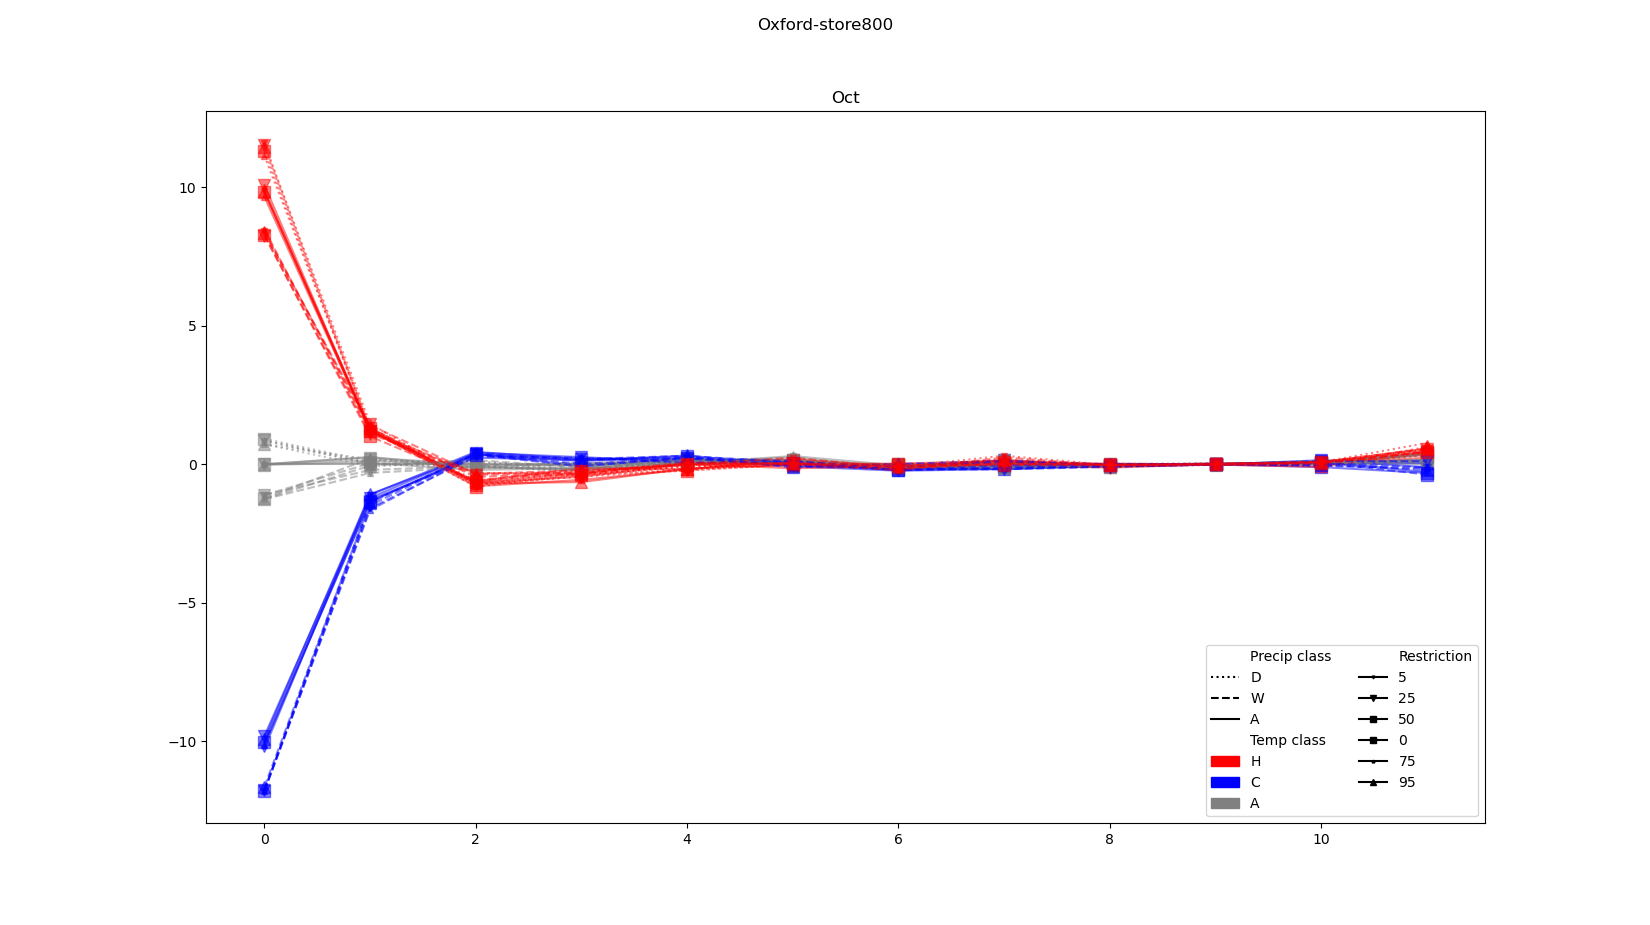 Oxford-store800
Oct
10
5
0
−5
−10
0 2 4 6 8 10
Precip class
D
W
A
Temp class
H
C
A
Restriction
5
25
50
0
75
95